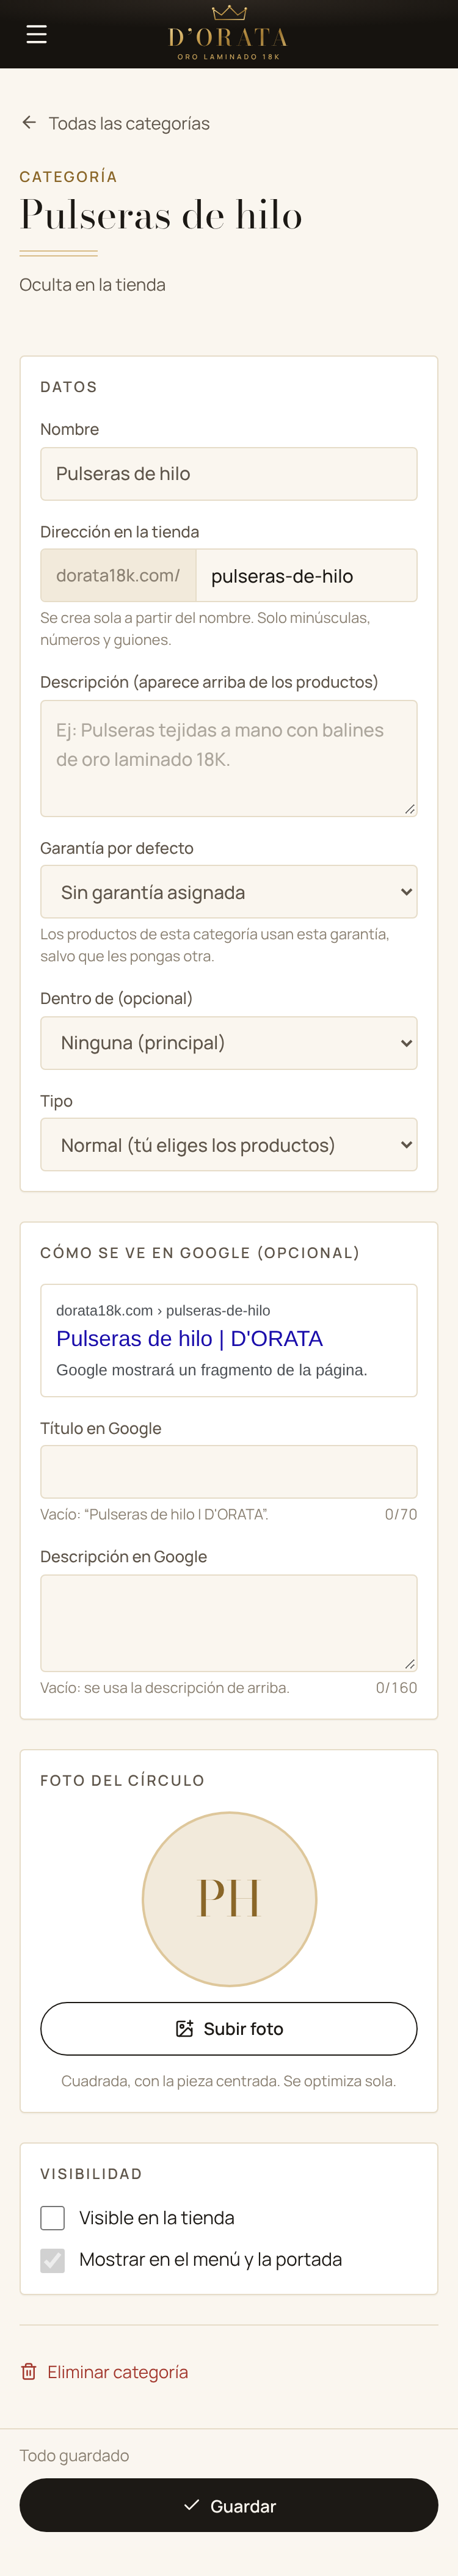 D'ORATA
ORO LAMINADO 18K
Todas las categorías
CATEGORÍA
Pulseras de hilo
Oculta en la tienda
DATOS
Nombre
Pulseras de hilo
Dirección en la tienda
dorata18k.com/ pulseras-de-hilo
Se crea sola a partir del nombre. Solo minúsculas,
números y guiones.
Descripción (aparece arriba de los productos)
Ej: Pulseras tejidas a mano con balines
de oro laminado 18K.
Garantía por defecto
Sin garantía asignada
Los productos de esta categoría usan esta garantía,
salvo que les pongas otra.
Dentro de (opcional)
Ninguna (principal)
Tipo
Normal (tú eliges los productos)
CÓMO SE VE EN GOOGLE (OPCIONAL)
dorata18k.com › pulseras-de-hilo
Pulseras de hilo | D'ORATA
Google mostrará un fragmento de la página.
Título en Google
Vacío: “Pulseras de hilo | D'ORATA”. 0/70
Descripción en Google
Vacío: se usa la descripción de arriba. 0/160
FOTO DEL CÍRCULO
PH
Subir foto
Cuadrada, con la pieza centrada. Se optimiza sola.
VISIBILIDAD
Visible en la tienda
Mostrar en el menú y la portada
Eliminar categoría
Todo guardado
Guardar